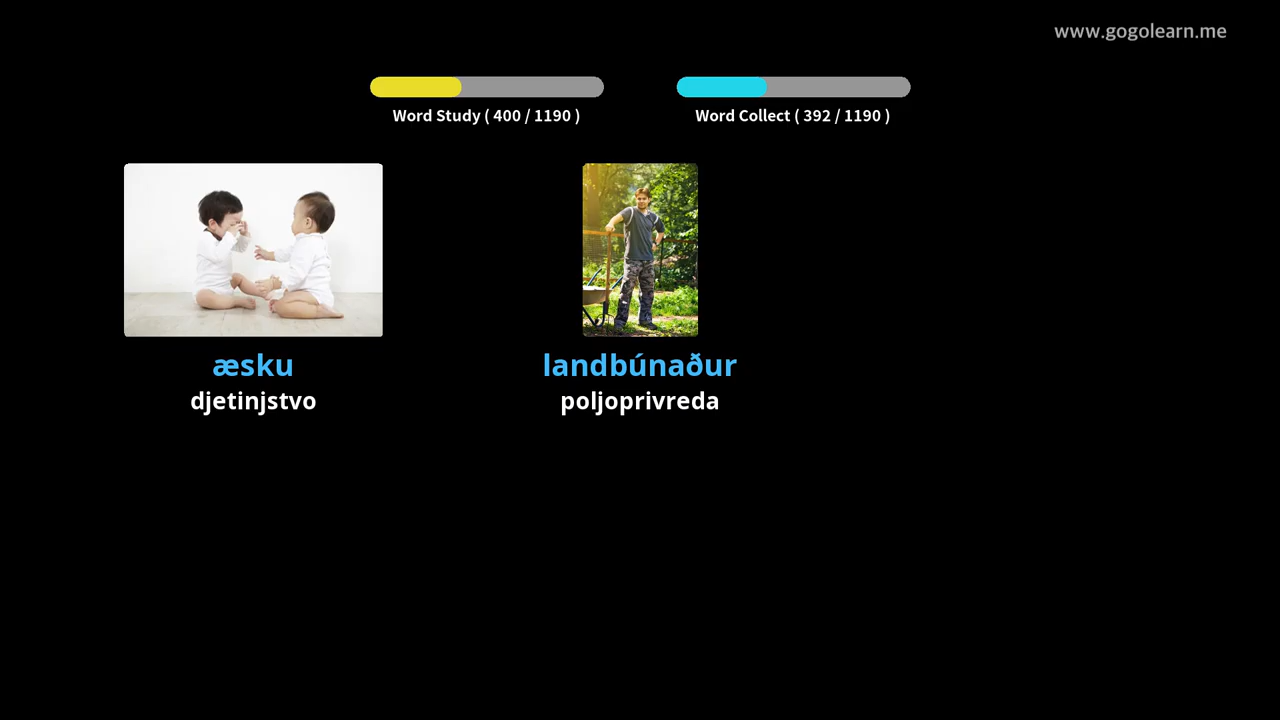 www.gogolearn.me
Word Study ( 400 / 1190 )
Word Collect ( 392 / 1190 )
æsku
djetinjstvo
landbúnaður
poljoprivreda